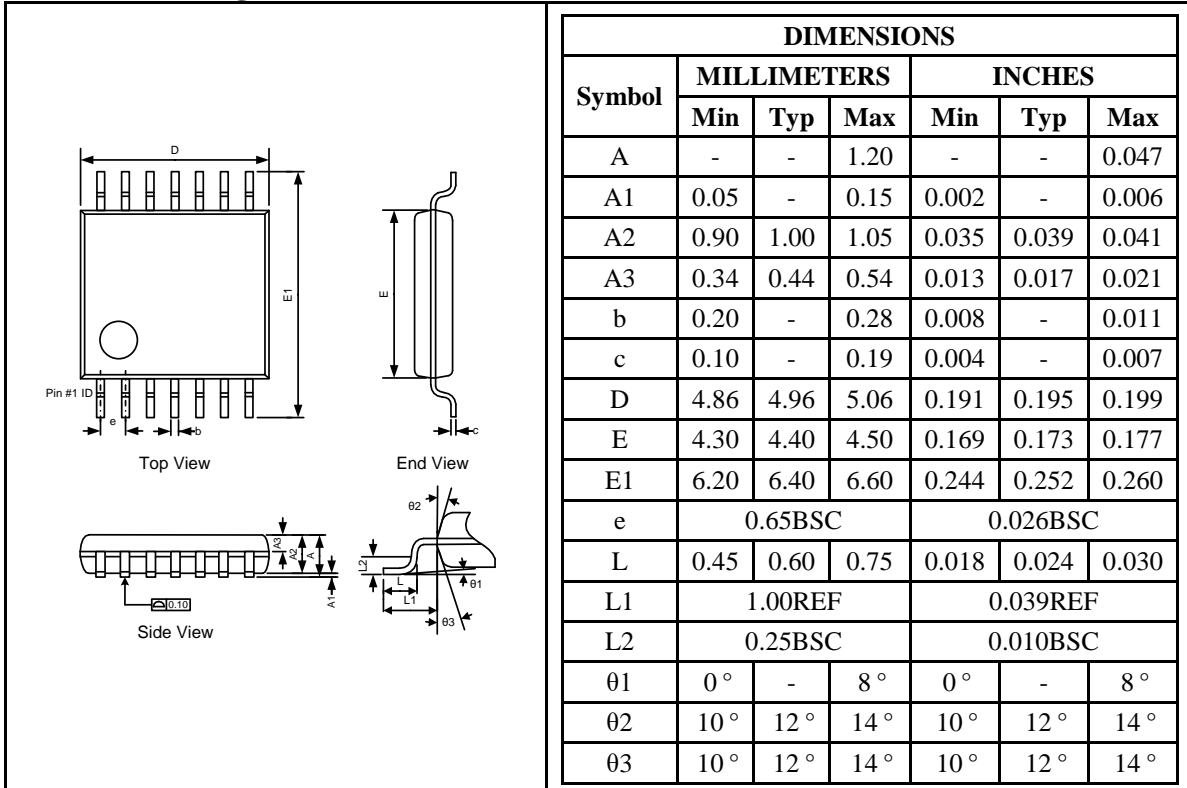 D
E1
Pin #1 ID
e
b
Top View
E
c
End View
A3
A2
A
A1
0.10
Side View
θ2
L2
L
L1
θ1
θ3
DIMENSIONS
Symbol MILLIMETERS INCHES
Min Typ Max Min Typ Max
A - - 1.20 - - 0.047
A1 0.05 - 0.15 0.002 - 0.006
A2 0.90 1.00 1.05 0.035 0.039 0.041
A3 0.34 0.44 0.54 0.013 0.017 0.021
b 0.20 - 0.28 0.008 - 0.011
c 0.10 - 0.19 0.004 - 0.007
D 4.86 4.96 5.06 0.191 0.195 0.199
E 4.30 4.40 4.50 0.169 0.173 0.177
E1 6.20 6.40 6.60 0.244 0.252 0.260
e 0.65BSC 0.026BSC
L 0.45 0.60 0.75 0.018 0.024 0.030
L1 1.00REF 0.039REF
L2 0.25BSC 0.010BSC
θ1 0° - 8° 0° - 8°
θ2 10° 12° 14° 10° 12° 14°
θ3 10° 12° 14° 10° 12° 14°